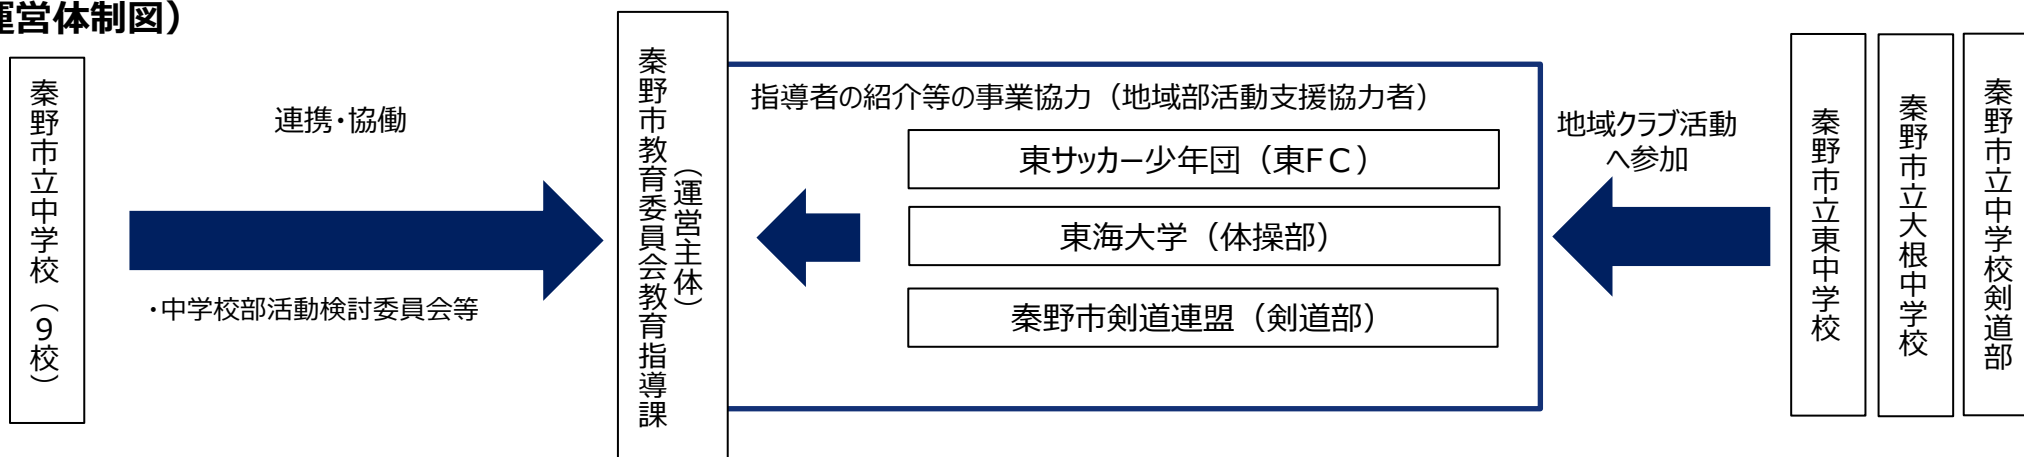 運営体制図）
秦野市立中学校（９校）
連携・協働
・中学校部活動検討委員会等
秦野市教育委員会教育指導課
（運営主体）
指導者の紹介等の事業協力（地域部活動支援協力者）
東サッカー少年団（東ＦＣ）
東海大学（体操部）
秦野市剣道連盟（剣道部）
地域クラブ活動
へ参加
秦野市立東中学校
秦野市立大根中学校
秦野市立中学校剣道部